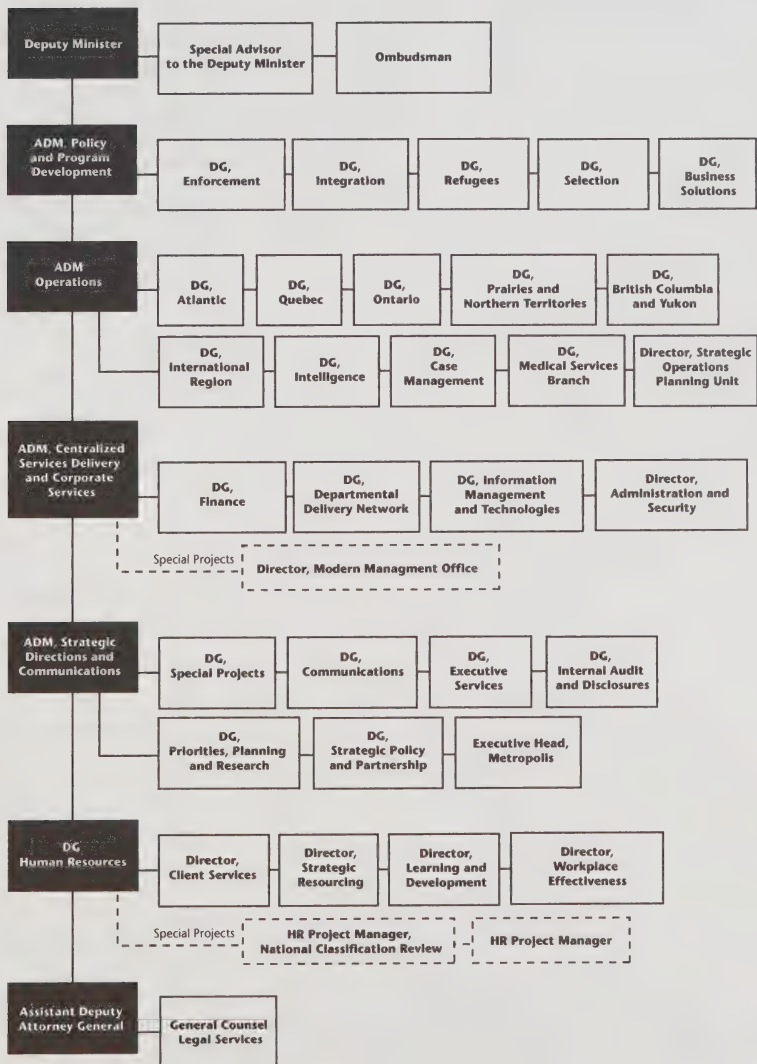 Deputy Minister
Special Advisor
to the Deputy Minister
Ombudsman
ADM, Policy
and Program
Development
DG,
Enforcement
DG,
Integration
DG,
Refugees
DG,
Selection
DG,
Business
Solutions
ADM
Operations
DG,
Atlantic
DG,
Quebec
DG,
Ontario
DG,
Prairies and
Northern Territories
DG,
British Columbia
and Yukon
DG,
International
Region
DG,
Intelligence
DG,
Case
Management
DG,
Medical Services
Branch
Director, Strategic
Operations
Planning Unit
ADM, Centralized
Services Delivery
and Corporate
Services
DG,
Finance
DG,
Departmental
Delivery Network
DG, Information
Management
and Technologies
Director,
Administration and
Security
Special Projects
Director, Modern Managment Office
ADM, Strategic
Directions and
Communications
DG,
Special Projects
DG,
Communications
DG,
Executive
Services
DG,
Internal Audit
and Disclosures
DG,
Priorities, Planning
and Research
DG,
Strategic Policy
and Partnership
Executive Head,
Metropolis
DG
Human Resources
Director,
Client Services
Director,
Strategic
Resourcing
Director,
Learning and
Development
Director,
Workplace
Effectiveness
Special Projects
HR Project Manager,
National Classification Review
HR Project Manager
Assistant Deputy
Attorney General
General Counsel
Legal Services